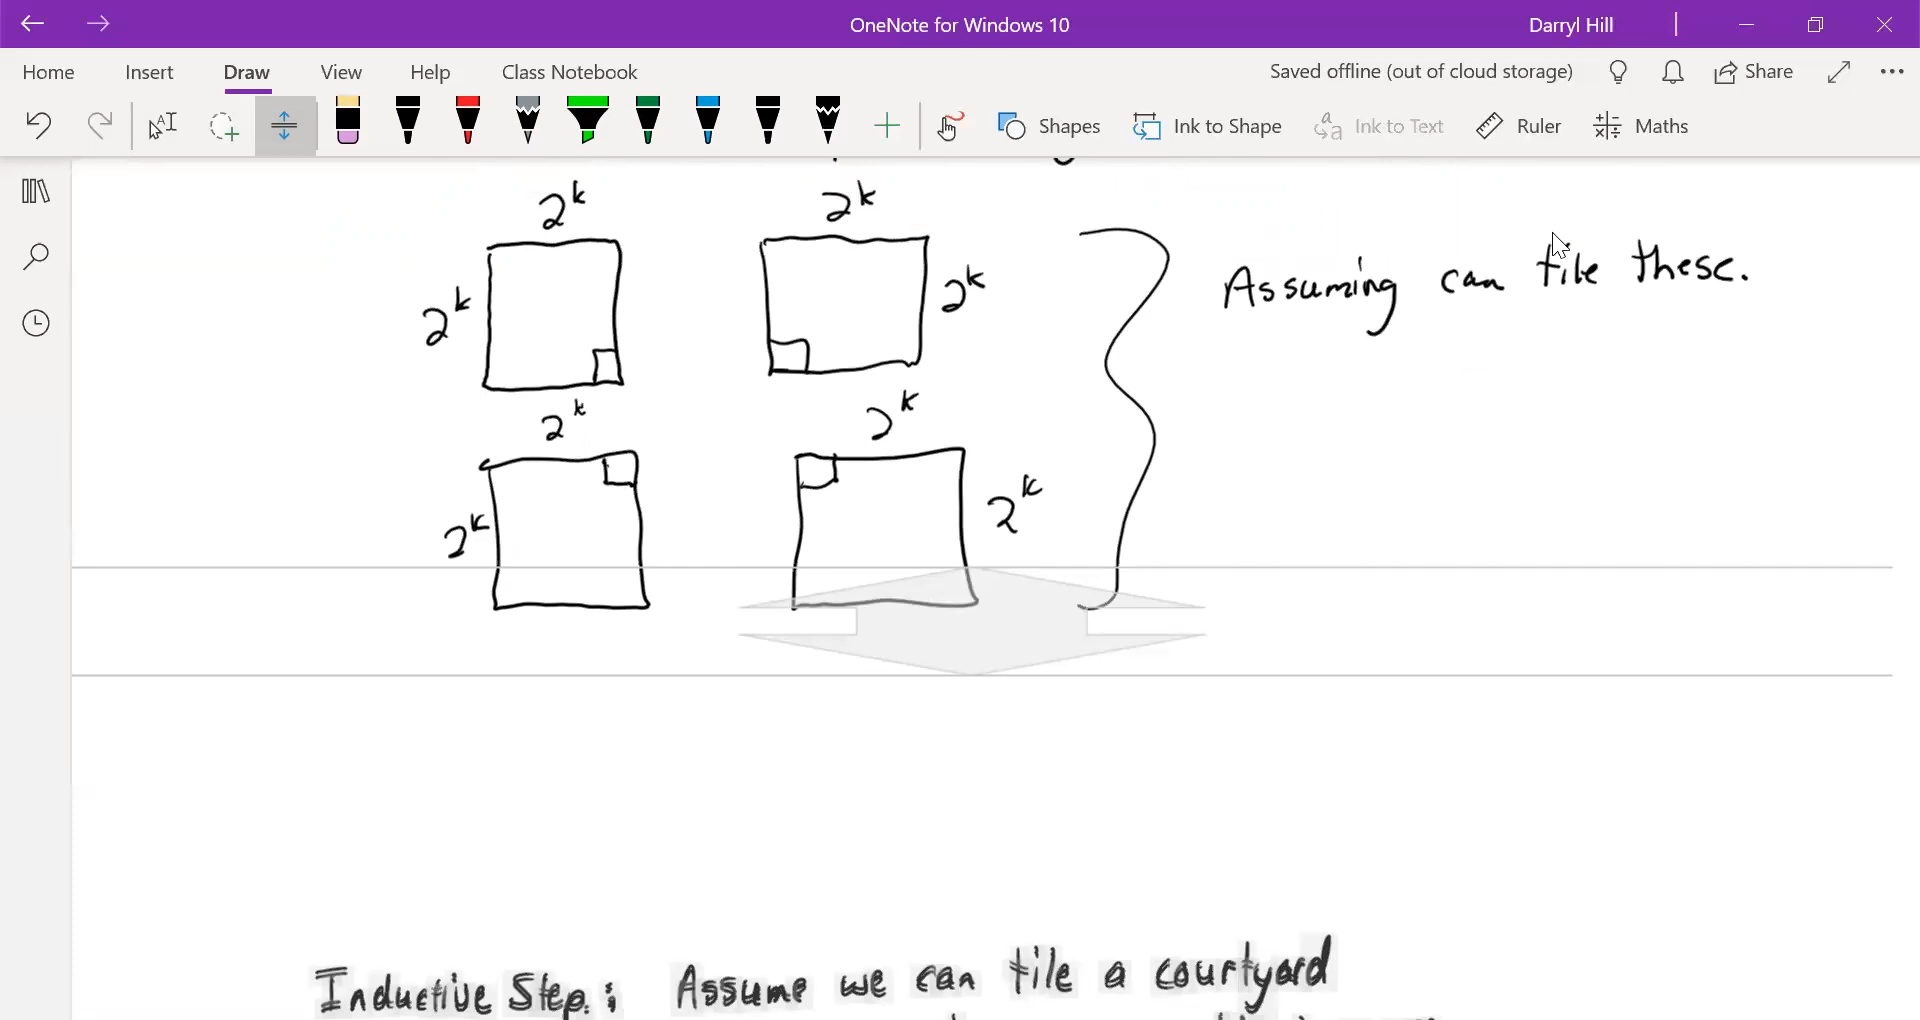 OneNote for Windows 10
Darryl Hill
Home Insert Draw View Help Class Notebook
Saved offline (out of cloud storage) Share
Shapes Ink to Shape Ink to Text Ruler Maths
2^k 2^k
2^k 2^k
Assuming can tile these.
2^k 2^k
2^k 2^k
Inductive Step: Assume we can tile a courtyard